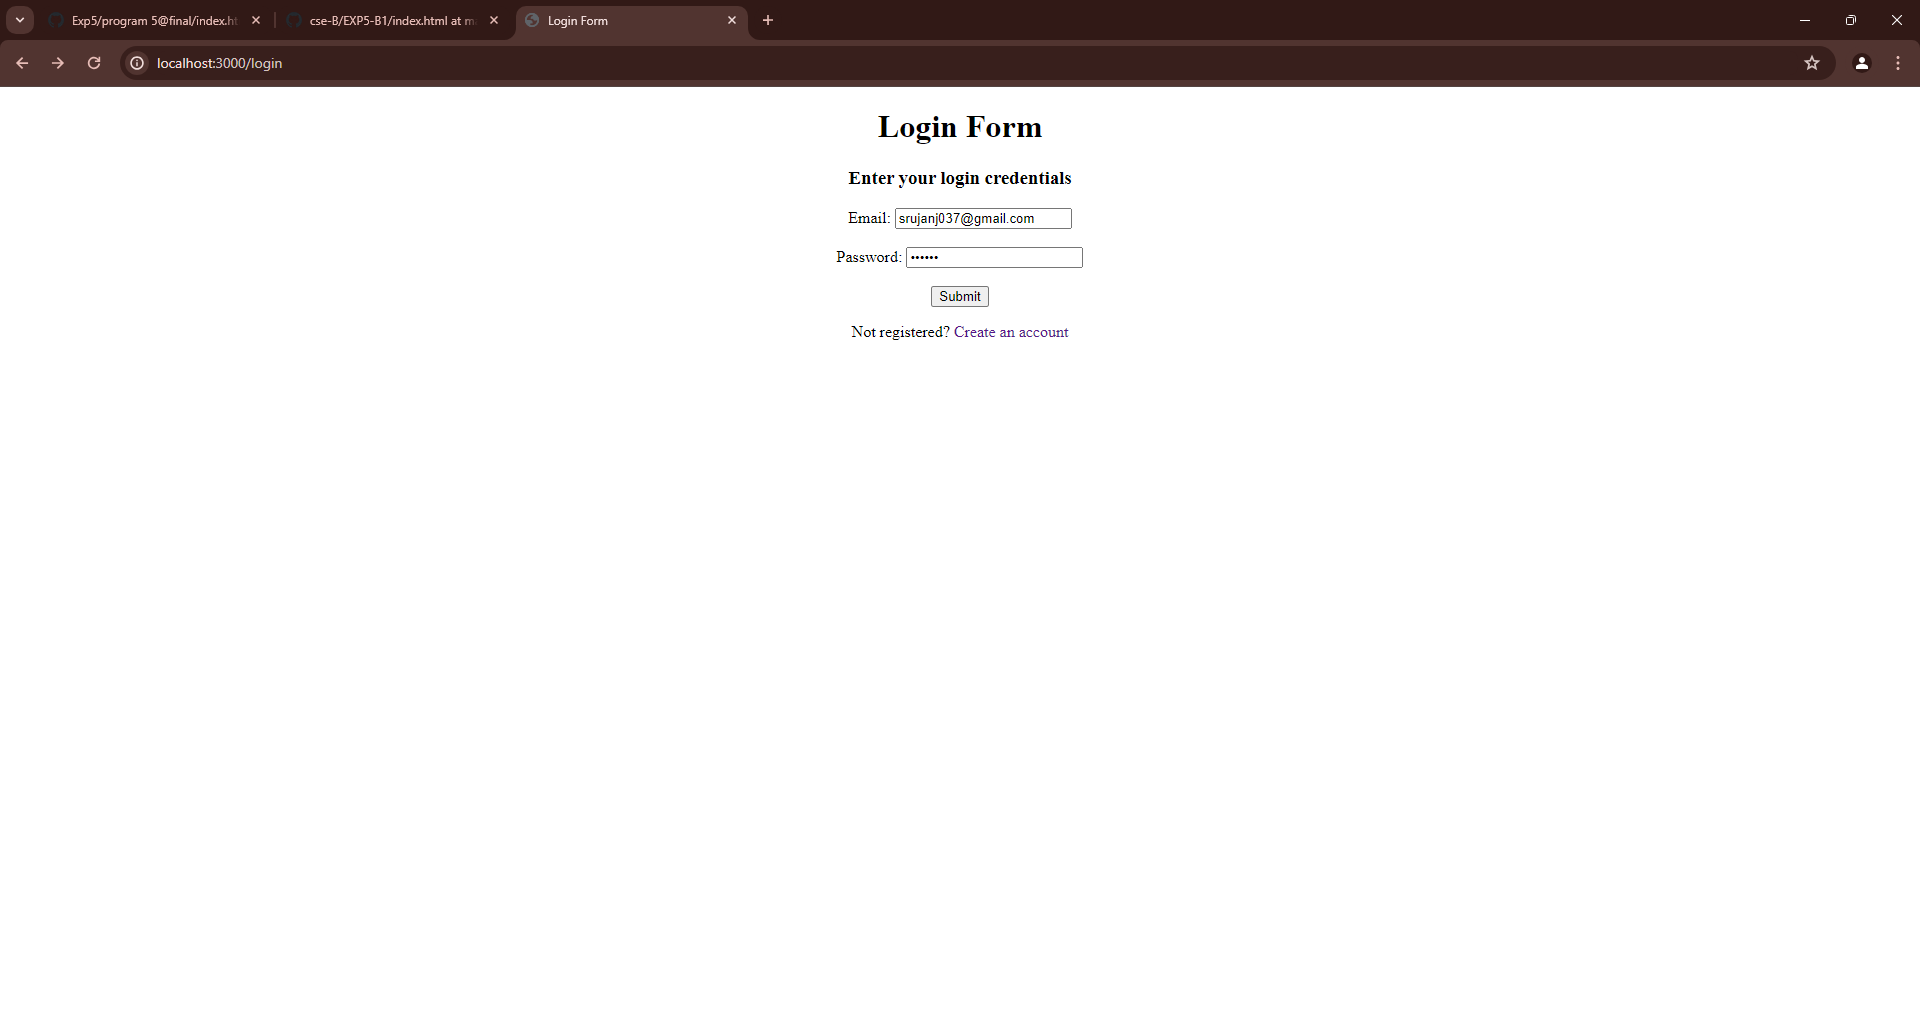 Exp5/program 5@final/index.ht
cse-B/EXP5-B1/index.html at m
Login Form
localhost:3000/login
Login Form
Enter your login credentials
Email: srujanj037@gmail.com
Password: ••••••
Submit
Not registered? Create an account